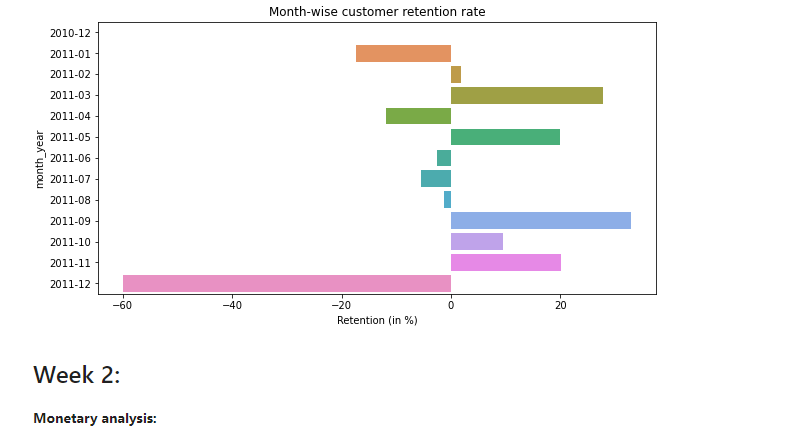 Month-wise customer retention rate
2010-12
2011-01
2011-02
2011-03
2011-04
2011-05
2011-06
2011-07
2011-08
2011-09
2011-10
2011-11
2011-12
month_year
−60 −40 −20 0 20
Retention (in %)
Week 2:
Monetary analysis: